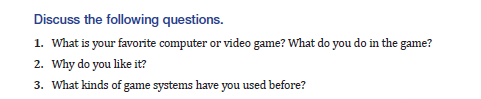 Discuss the following questions.
1. What is your favorite computer or video game? What do you do in the game?
2. Why do you like it?
3. What kinds of game systems have you used before?